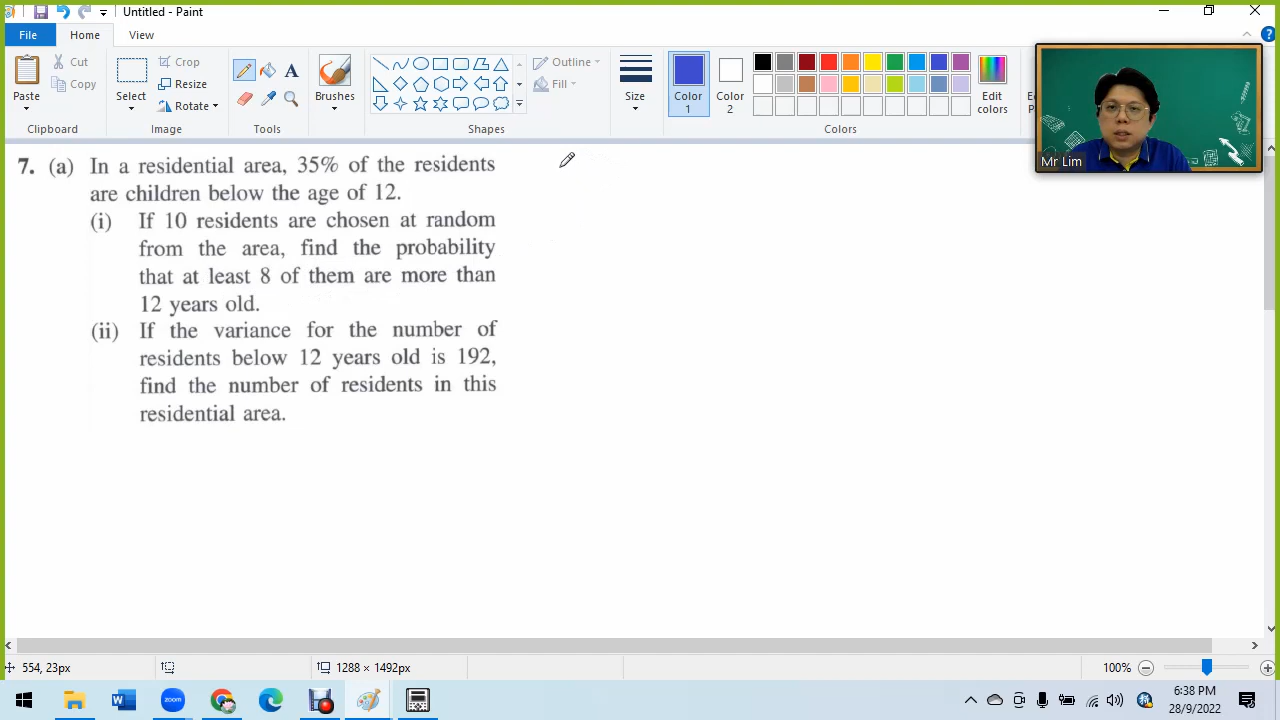 Untitled - Paint
File
Home
View
Paste
Cut
Copy
Clipboard
Select
Crop
Resize
Rotate
Image
A
Tools
Brushes
Outline
Fill
Shapes
Size
Color
1
Color
2
Edit
colors
Colors
Mr Lim
7. (a) In a residential area, 35% of the residents
are children below the age of 12.
(i) If 10 residents are chosen at random
from the area, find the probability
that at least 8 of them are more than
12 years old.
(ii) If the variance for the number of
residents below 12 years old is 192,
find the number of residents in this
residential area.
554, 23px
1288 × 1492px
100%
W
zoom
6:38 PM
28/9/2022